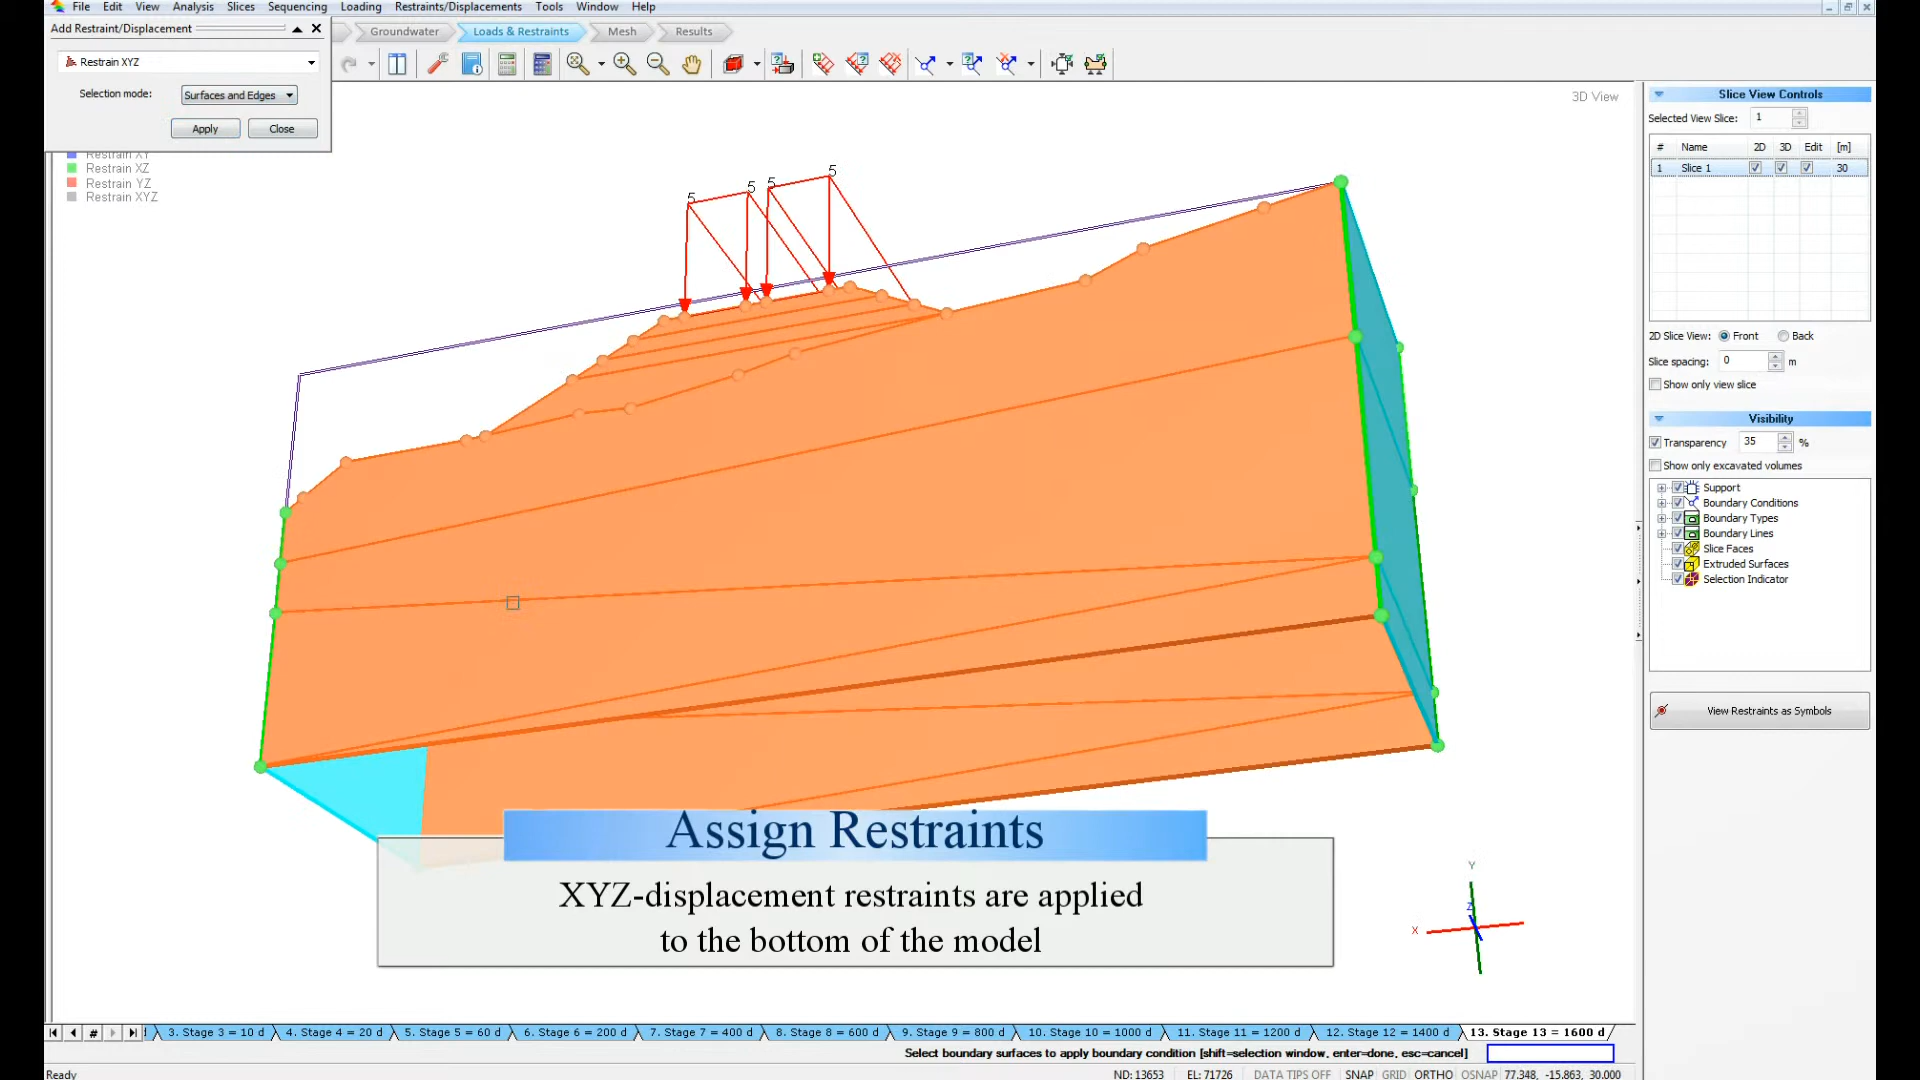 File Edit View Analysis Slices Sequencing Loading Restraints/Displacements Tools Window Help
Add Restraint/Displacement
Groundwater Loads & Restraints Mesh Results
Restrain XYZ
Selection mode: Surfaces and Edges
Apply Close
Restrain XY
Restrain XZ
Restrain YZ
Restrain XYZ
3D View
5 5 5 5
Slice View Controls
Selected View Slice: 1
# Name 2D 3D Edit [m]
1 Slice 1 30
2D Slice View: Front Back
Slice spacing: 0 m
Show only view slice
Visibility
Transparency 35 %
Show only excavated volumes
Support
Boundary Conditions
Boundary Types
Boundary Lines
Slice Faces
Extruded Surfaces
Selection Indicator
View Restraints as Symbols
Assign Restraints
XYZ-displacement restraints are applied
to the bottom of the model
Y
Z
X
# 3. Stage 3 = 10 d 4. Stage 4 = 20 d 5. Stage 5 = 60 d 6. Stage 6 = 200 d 7. Stage 7 = 400 d 8. Stage 8 = 600 d 9. Stage 9 = 800 d 10. Stage 10 = 1000 d 11. Stage 11 = 1200 d 12. Stage 12 = 1400 d 13. Stage 13 = 1600 d
Select boundary surfaces to apply boundary condition [shift=selection window, enter=done, esc=cancel]
Ready ND: 13653 EL: 71726 DATA TIPS OFF SNAP GRID ORTHO OSNAP 77.348, -15.863, 30.000